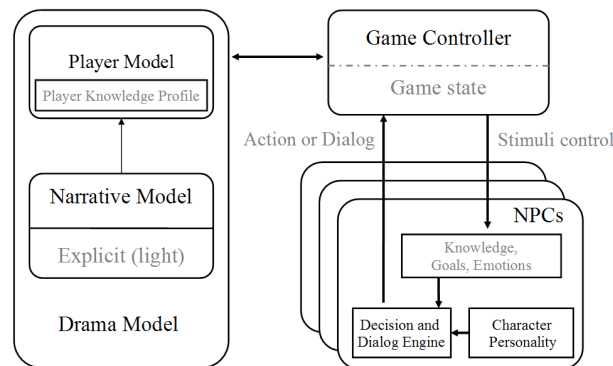 Player Model
Player Knowledge Profile
Narrative Model
Explicit (light)
Drama Model
Game Controller
Game state
Action or Dialog
Stimuli control
NPCs
Knowledge,
Goals, Emotions
Decision and
Dialog Engine
Character
Personality